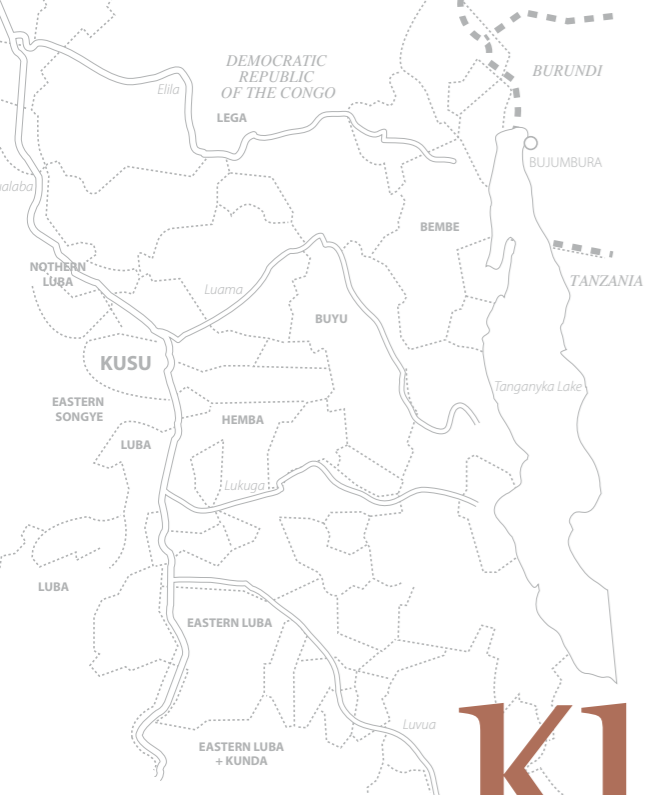 DEMOCRATIC
REPUBLIC
OF THE CONGO
BURUNDI
Elila
LEGA
BUJUMBURA
alaba
BEMBE
NOTHERN
LUBA
TANZANIA
Luama
BUYU
KUSU
Tanganyka Lake
EASTERN
SONGYE
HEMBA
LUBA
Lukuga
LUBA
EASTERN LUBA
Luvua
EASTERN LUBA
+ KUNDA